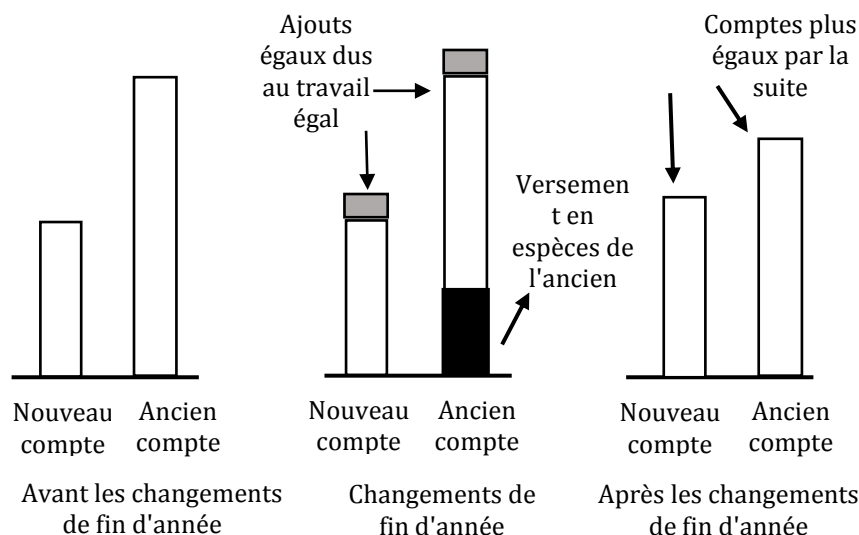 Ajouts
égaux dus
au travail
égal
Comptes plus
égaux par la
suite
Versemen
t en
espèces de
l'ancien
Nouveau
compte
Ancien
compte
Nouveau
compte
Ancien
compte
Nouveau
compte
Ancien
compte
Avant les changements
de fin d'année
Changements de
fin d'année
Après les changements
de fin d'année